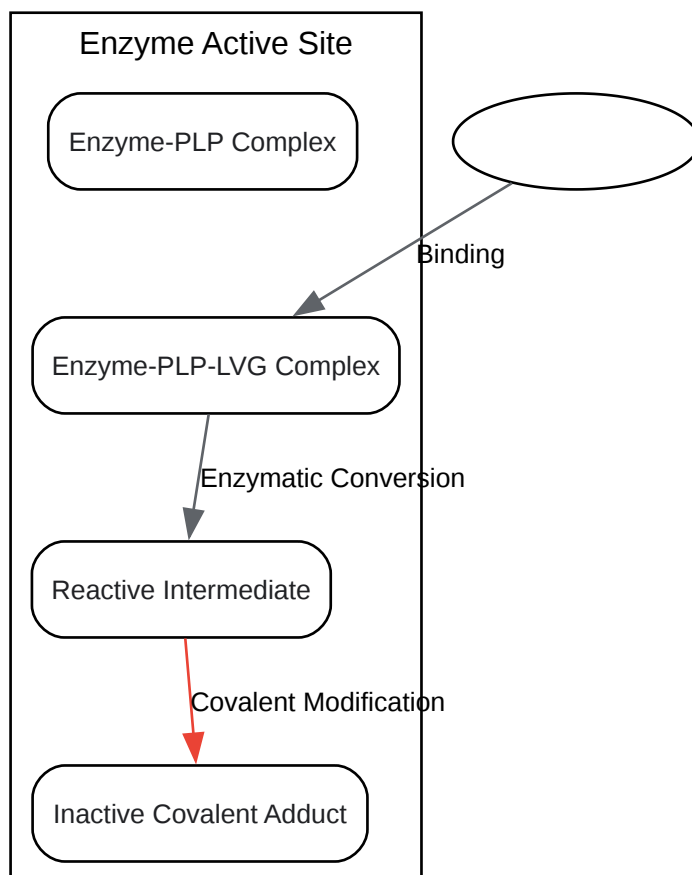 Enzyme Active Site
Enzyme-PLP Complex
Binding
Enzyme-PLP-LVG Complex
Enzymatic Conversion
Reactive Intermediate
Covalent Modification
Inactive Covalent Adduct